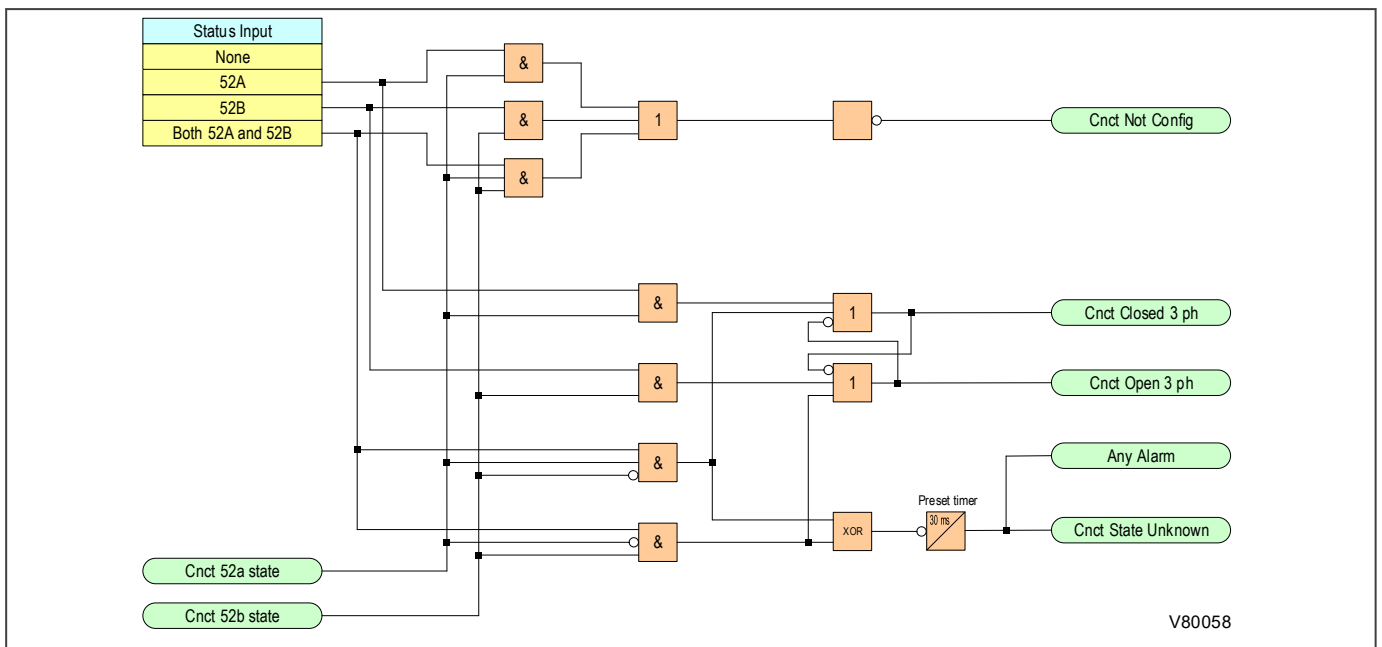 Status Input
None
52A
52B
Both 52A and 52B
&
&
&
1
Cnct Not Config
&
1
Cnct Closed 3 ph
&
1
Cnct Open 3 ph
&
Any Alarm
&
XOR
Preset timer
30 ms
Cnct State Unknown
Cnct 52a state
Cnct 52b state
V80058